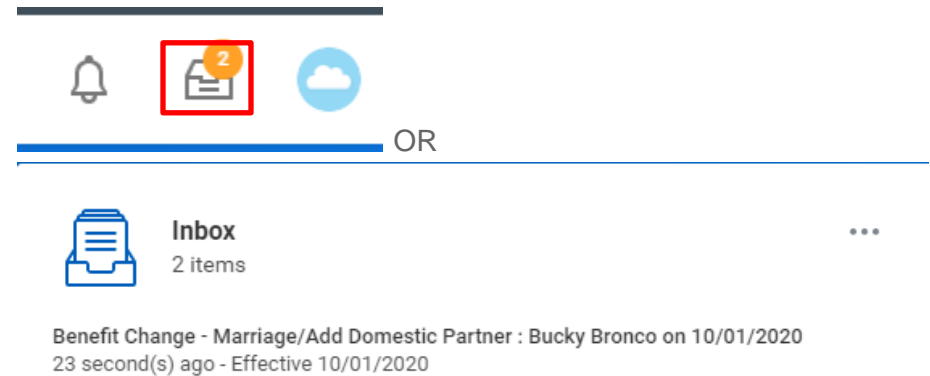 2
OR
Inbox
2 items
Benefit Change - Marriage/Add Domestic Partner : Bucky Bronco on 10/01/2020
23 second(s) ago - Effective 10/01/2020